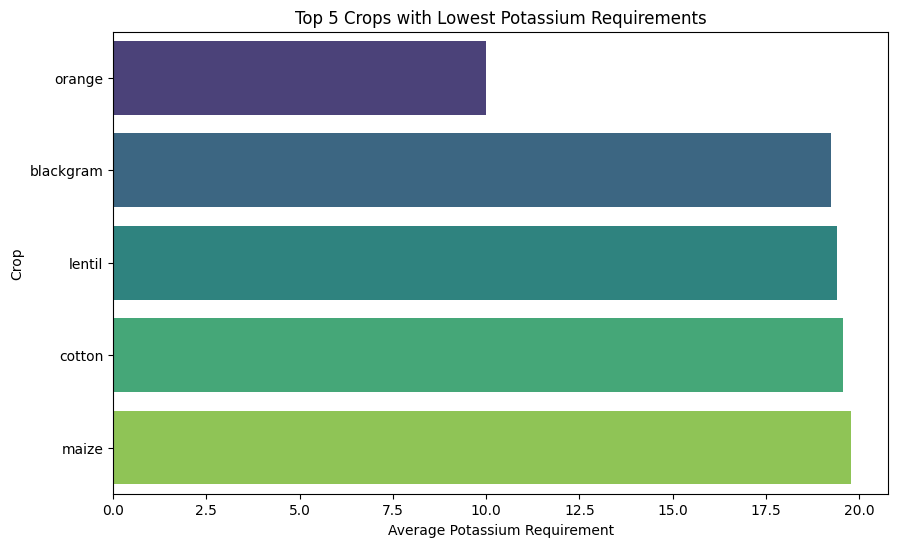 Top 5 Crops with Lowest Potassium Requirements
orange
blackgram
lentil
cotton
maize
Crop
0.0 2.5 5.0 7.5 10.0 12.5 15.0 17.5 20.0
Average Potassium Requirement